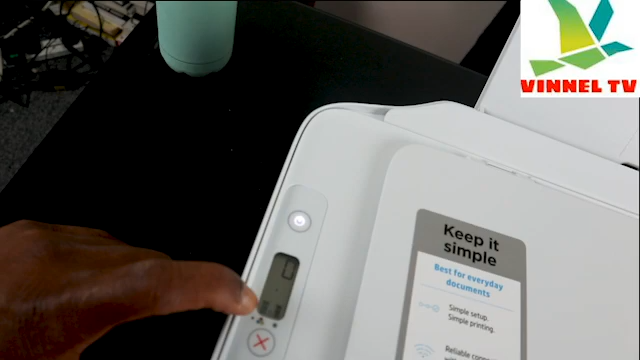 VINNEL TV
Keep it
simple
Best for everyday
documents
Simple setup.
Simple printing.
Reliable